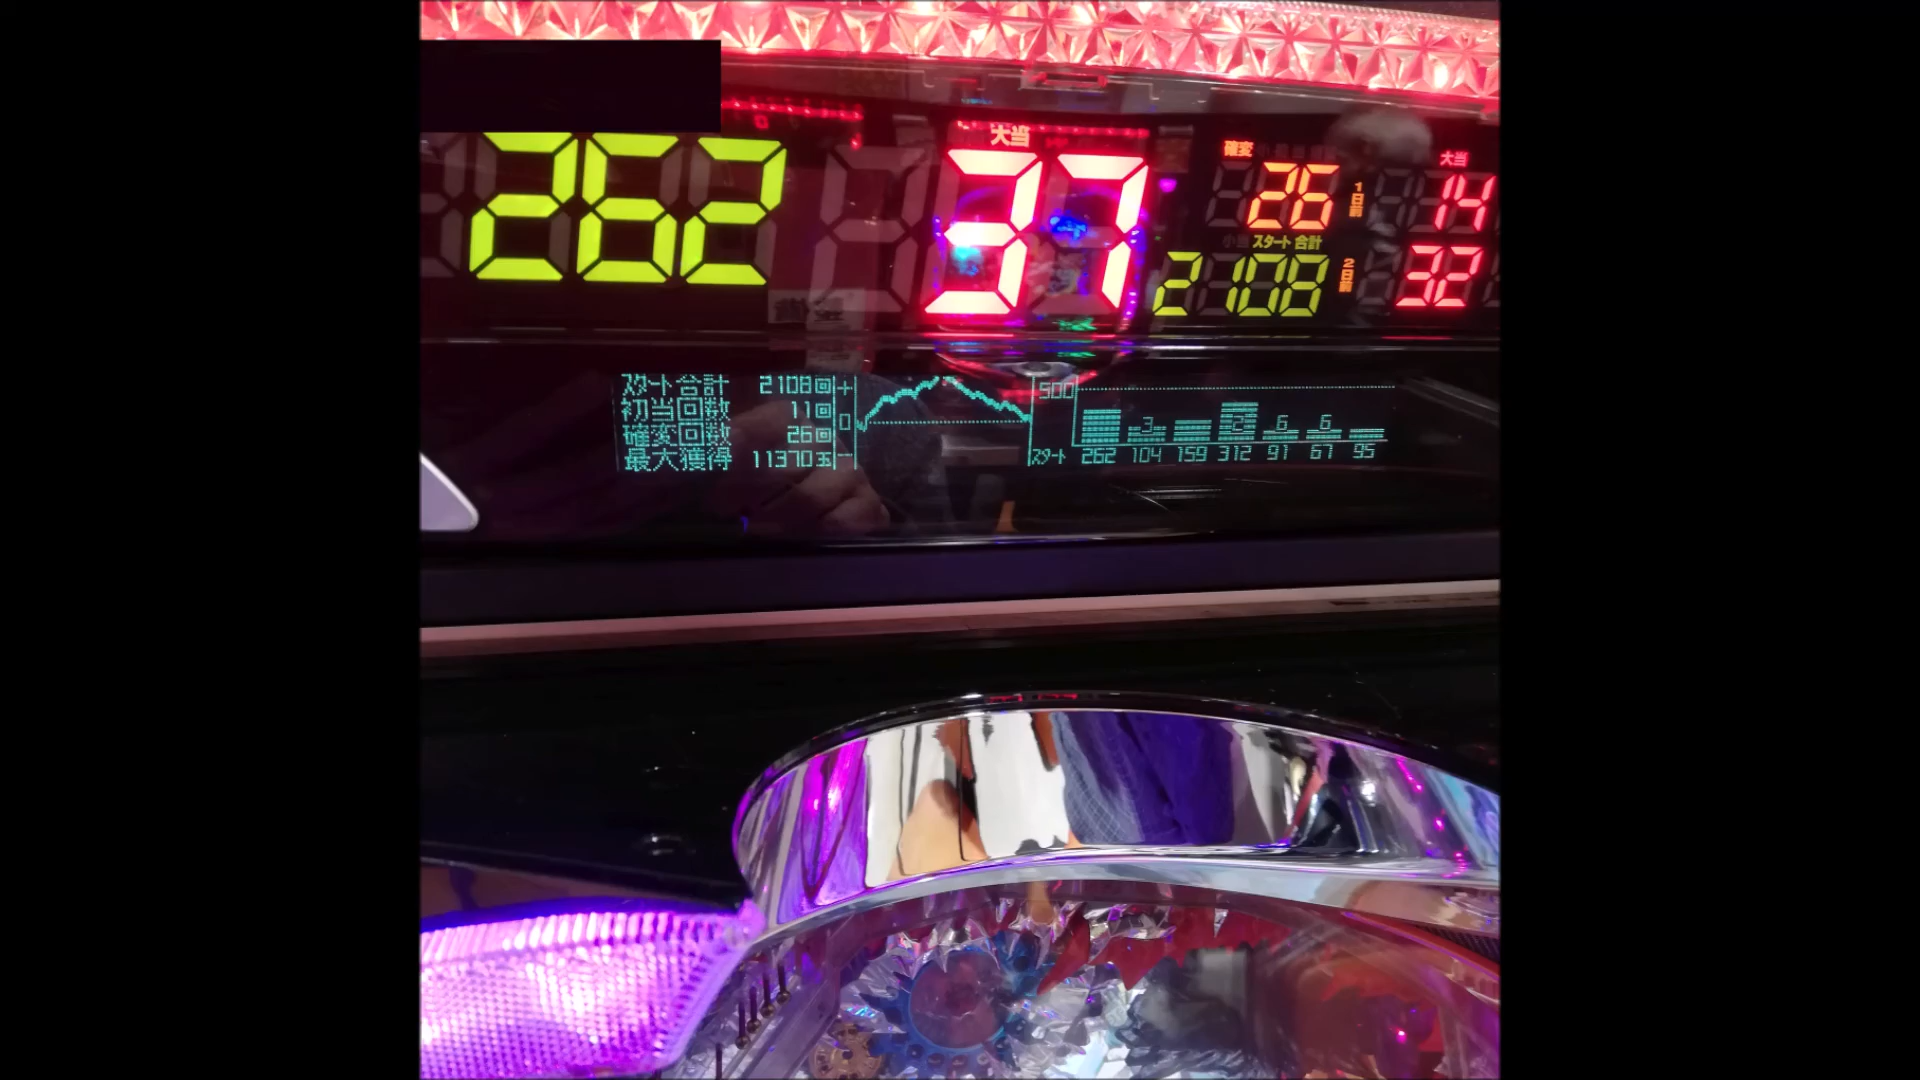 262
大当
37
確変
26
1日前
大当
14
スタート 合計
2108
2日前
32
スタート合計 2108回
初当回数 11回
確変回数 26回
最大獲得 11370玉
+
0
-
500
3 2 6 6
スタート 262 104 159 312 91 67 95